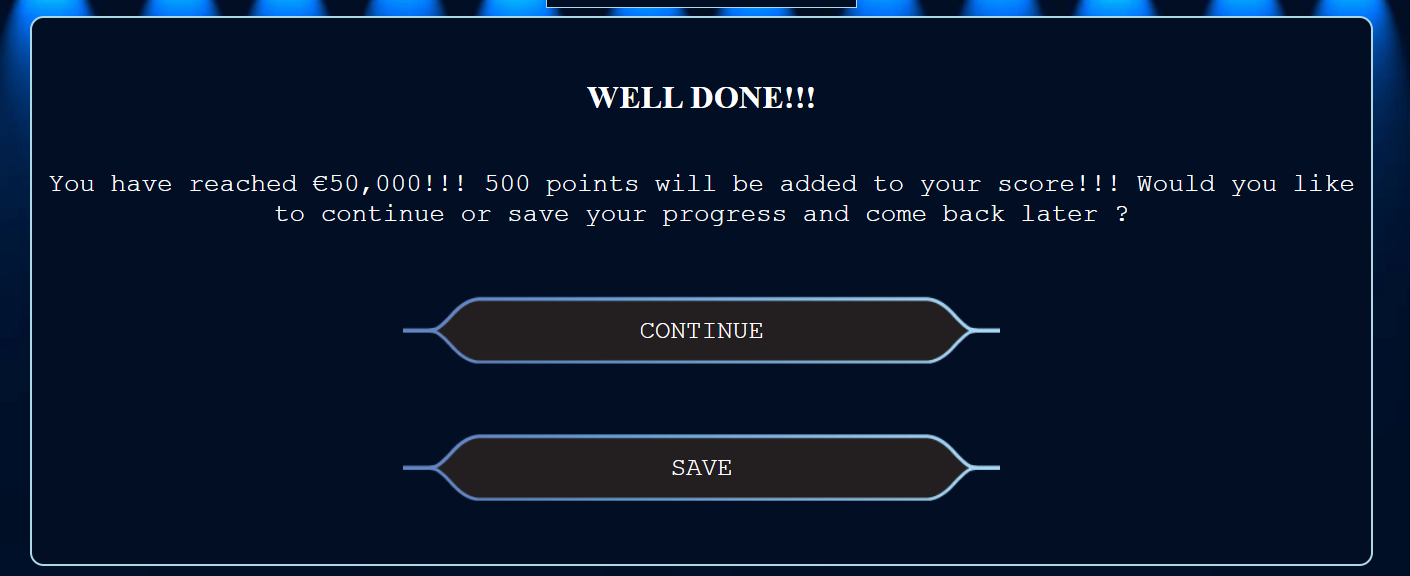 WELL DONE!!!
You have reached €50,000!!! 500 points will be added to your score!!! Would you like
to continue or save your progress and come back later ?
CONTINUE
SAVE